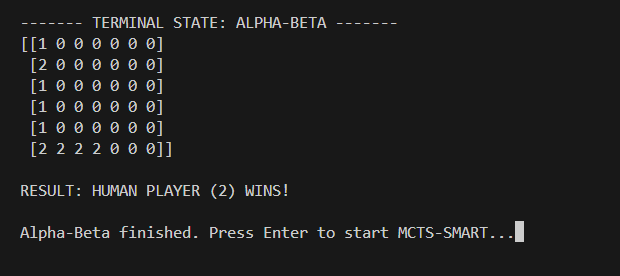 ------- TERMINAL STATE: ALPHA-BETA -------
[[1 0 0 0 0 0 0]
 [2 0 0 0 0 0 0]
 [1 0 0 0 0 0 0]
 [1 0 0 0 0 0 0]
 [1 0 0 0 0 0 0]
 [2 2 2 2 0 0 0]]
RESULT: HUMAN PLAYER (2) WINS!
Alpha-Beta finished. Press Enter to start MCTS-SMART...